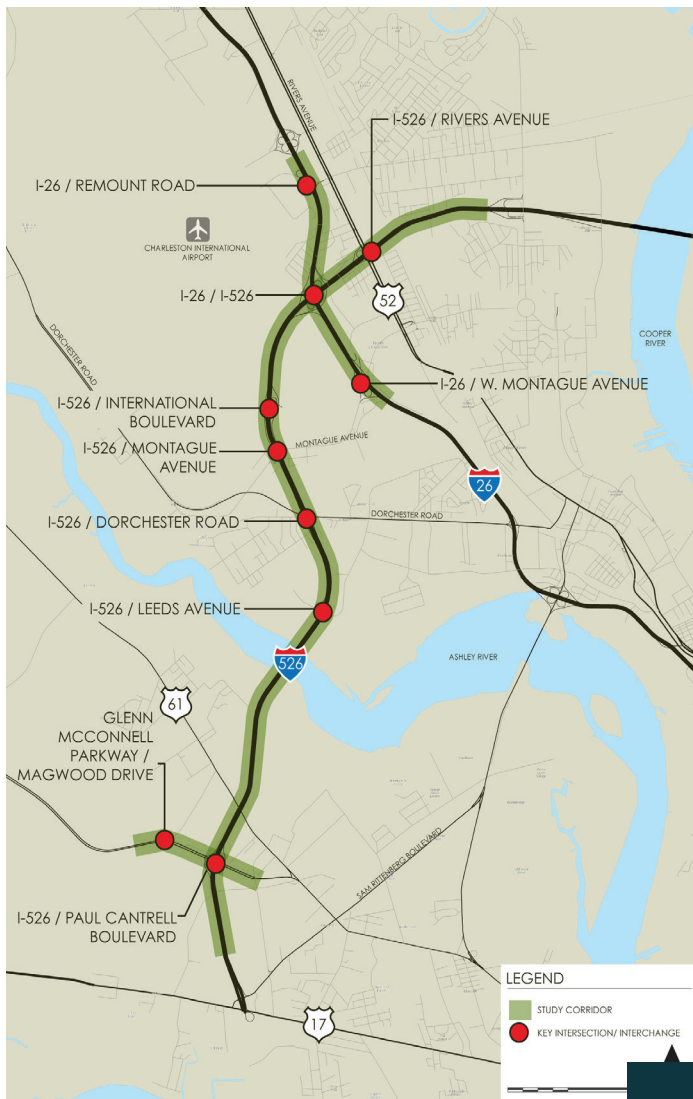 RIVERS AVENUE
I-526 / RIVERS AVENUE
I-26 / REMOUNT ROAD
CHARLESTON INTERNATIONAL
AIRPORT
I-26 / I-526
52
COOPER
RIVER
DORCHESTER ROAD
I-26 / W. MONTAGUE AVENUE
I-526 / INTERNATIONAL
BOULEVARD
MONTAGUE AVENUE
I-526 / MONTAGUE
AVENUE
26
I-526 / DORCHESTER ROAD
DORCHESTER ROAD
I-526 / LEEDS AVENUE
ASHLEY RIVER
526
61
GLENN
MCCONNELL
PARKWAY /
MAGWOOD DRIVE
SAM RITTENBERG BOULEVARD
I-526 / PAUL CANTRELL
BOULEVARD
17
LEGEND
STUDY CORRIDOR
KEY INTERSECTION/ INTERCHANGE